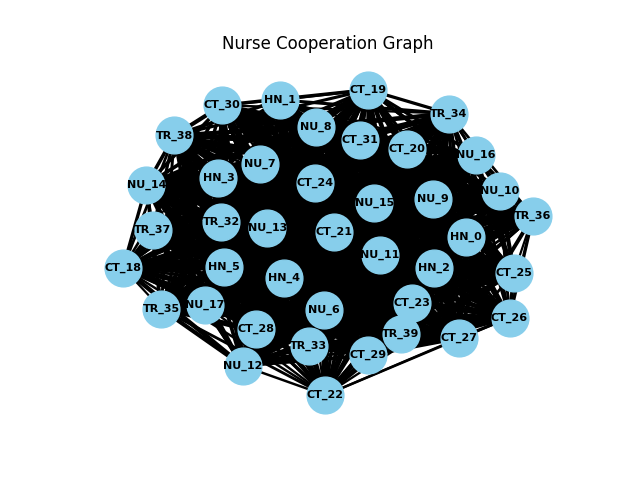 Nurse Cooperation Graph
CT_19
HN_1
CT_30
TR_34
NU_8
TR_38
CT_31
CT_20
NU_16
NU_7
HN_3
CT_24
NU_14
NU_10
NU_9
NU_15
TR_36
TR_32
NU_13
TR_37
CT_21
HN_0
NU_11
CT_18
HN_5
HN_2
CT_25
HN_4
CT_23
NU_17
TR_35
NU_6
CT_26
CT_28
TR_39
CT_27
TR_33
CT_29
NU_12
CT_22